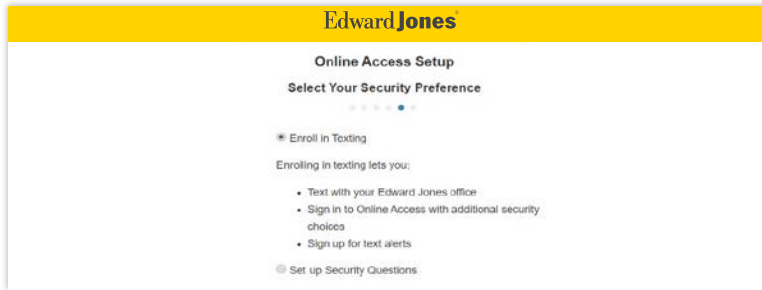 Edward Jones
Online Access Setup
Select Your Security Preference
Enroll in Texting
Enrolling in texting lets you:
• Text with your Edward Jones office
• Sign in to Online Access with additional security
choices
• Sign up for text alerts
Set up Security Questions